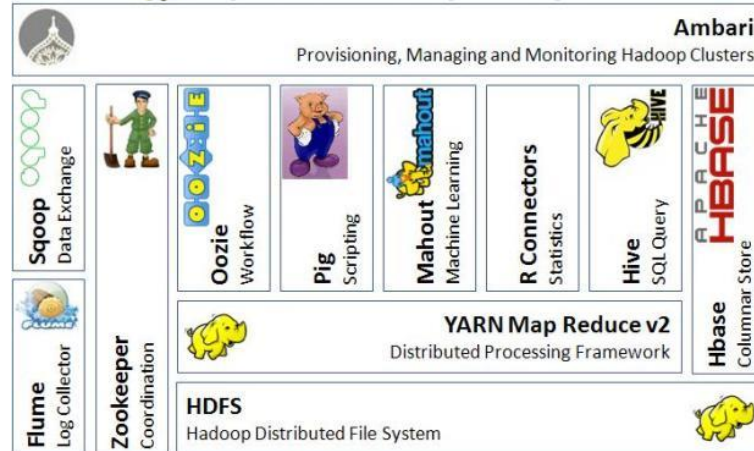 Ambari
Provisioning, Managing and Monitoring Hadoop Clusters
sqoop
Sqoop
Data Exchange
FLUME
Flume
Log Collector
Zookeeper
Coordination
OOZIE
Oozie
Workflow
Pig
Scripting
mahout
Mahout
Machine Learning
R Connectors
Statistics
HIVE
Hive
SQL Query
APACHE
HBASE
Hbase
Columnar Store
YARN Map Reduce v2
Distributed Processing Framework
HDFS
Hadoop Distributed File System